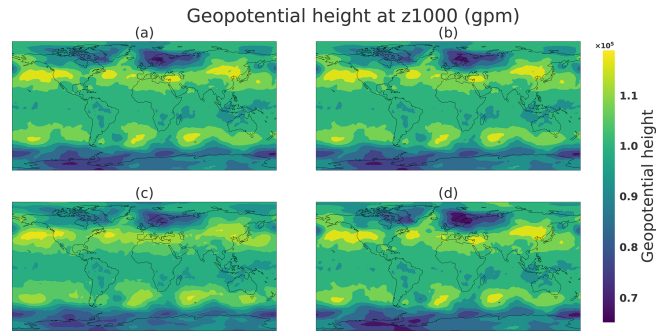 Geopotential height at z1000 (gpm)
(a)
(b)
×10⁵
1.1
1.0
0.9
0.8
0.7
Geopotential height
(c)
(d)